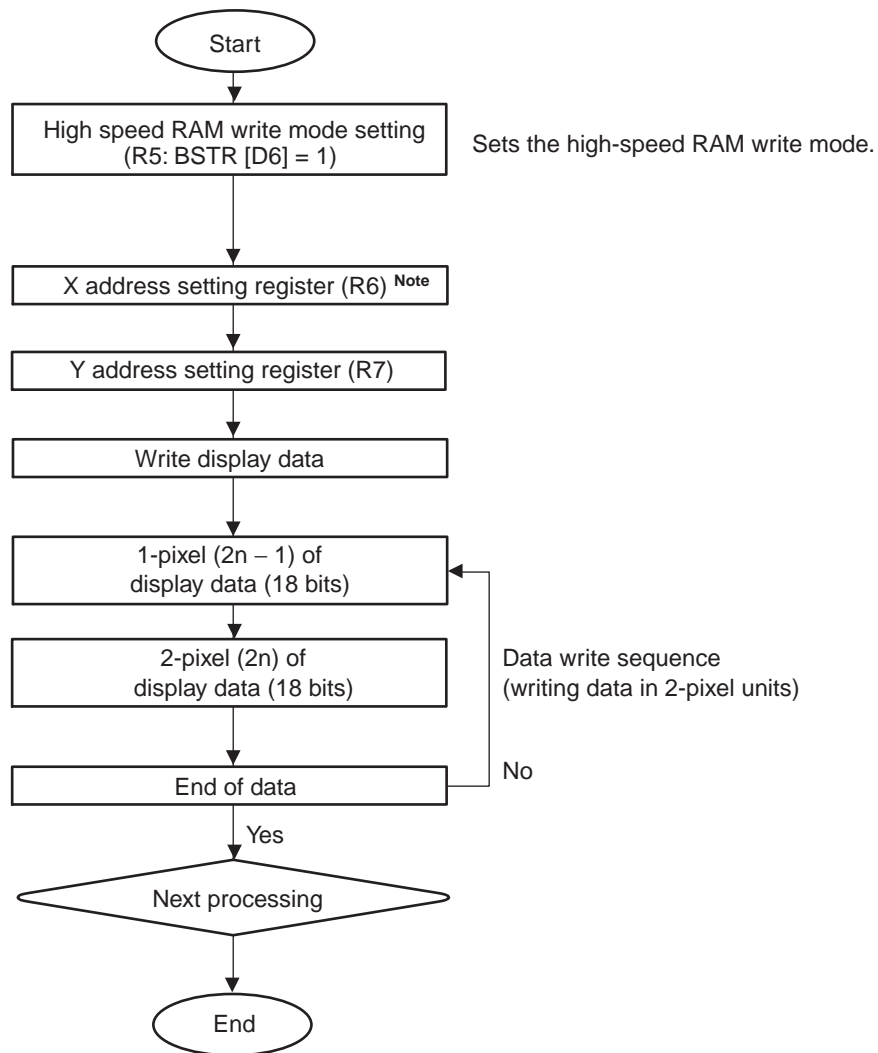 Start
High speed RAM write mode setting
(R5: BSTR [D6] = 1)
Sets the high-speed RAM write mode.
X address setting register (R6) Note
Y address setting register (R7)
Write display data
1-pixel (2n − 1) of
display data (18 bits)
2-pixel (2n) of
display data (18 bits)
Data write sequence
(writing data in 2-pixel units)
End of data
No
Yes
Next processing
End